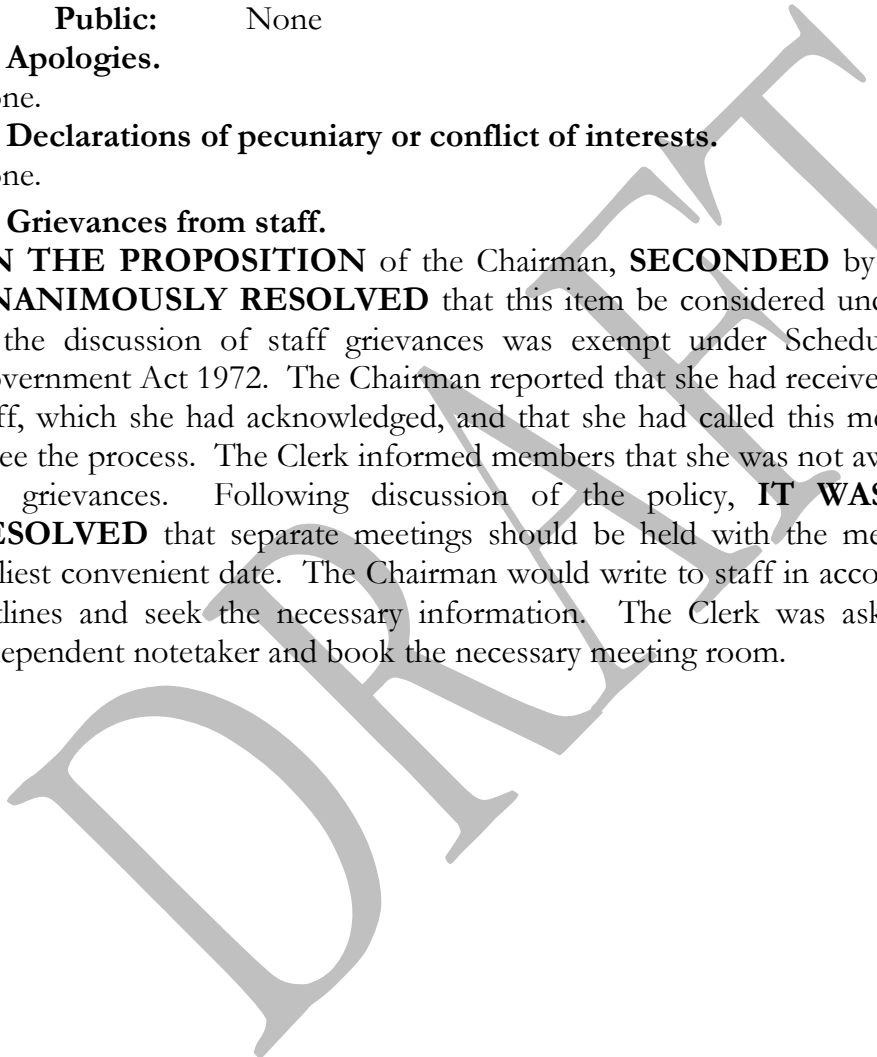 Public: None
Apologies.
one.
Declarations of pecuniary or conflict of interests.
one.
Grievances from staff.
N THE PROPOSITION of the Chairman, SECONDED by
NANIMOUSLY RESOLVED that this item be considered und
the discussion of staff grievances was exempt under Schedu
overnment Act 1972. The Chairman reported that she had receive
ff, which she had acknowledged, and that she had called this me
ree the process. The Clerk informed members that she was not aw
grievances. Following discussion of the policy, IT WAS
ESOLVED that separate meetings should be held with the me
rliest convenient date. The Chairman would write to staff in acco
tlines and seek the necessary information. The Clerk was ask
dependent notetaker and book the necessary meeting room.
DRAFT